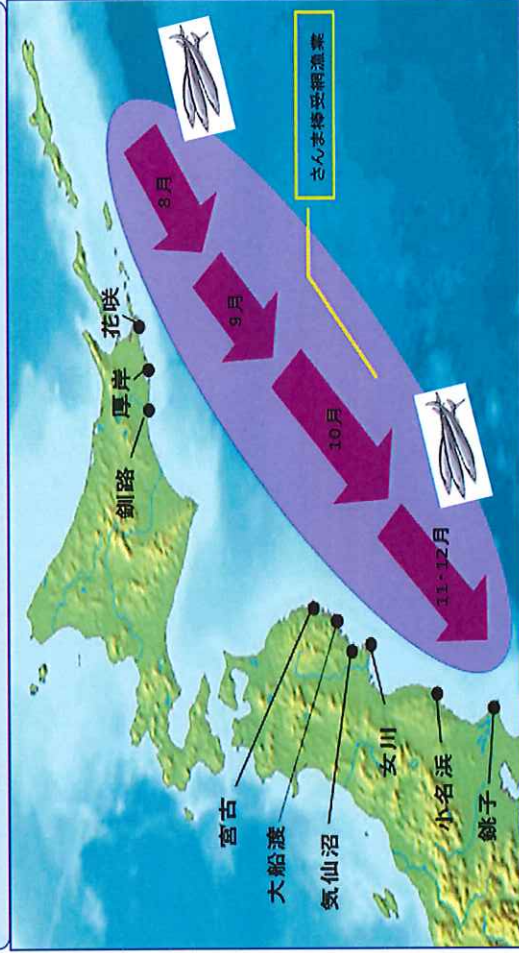 花咲
厚岸
釧路
8月
9月
10月
11・12月
さんま棒受網漁業
宮古
大船渡
気仙沼
女川
小名浜
銚子